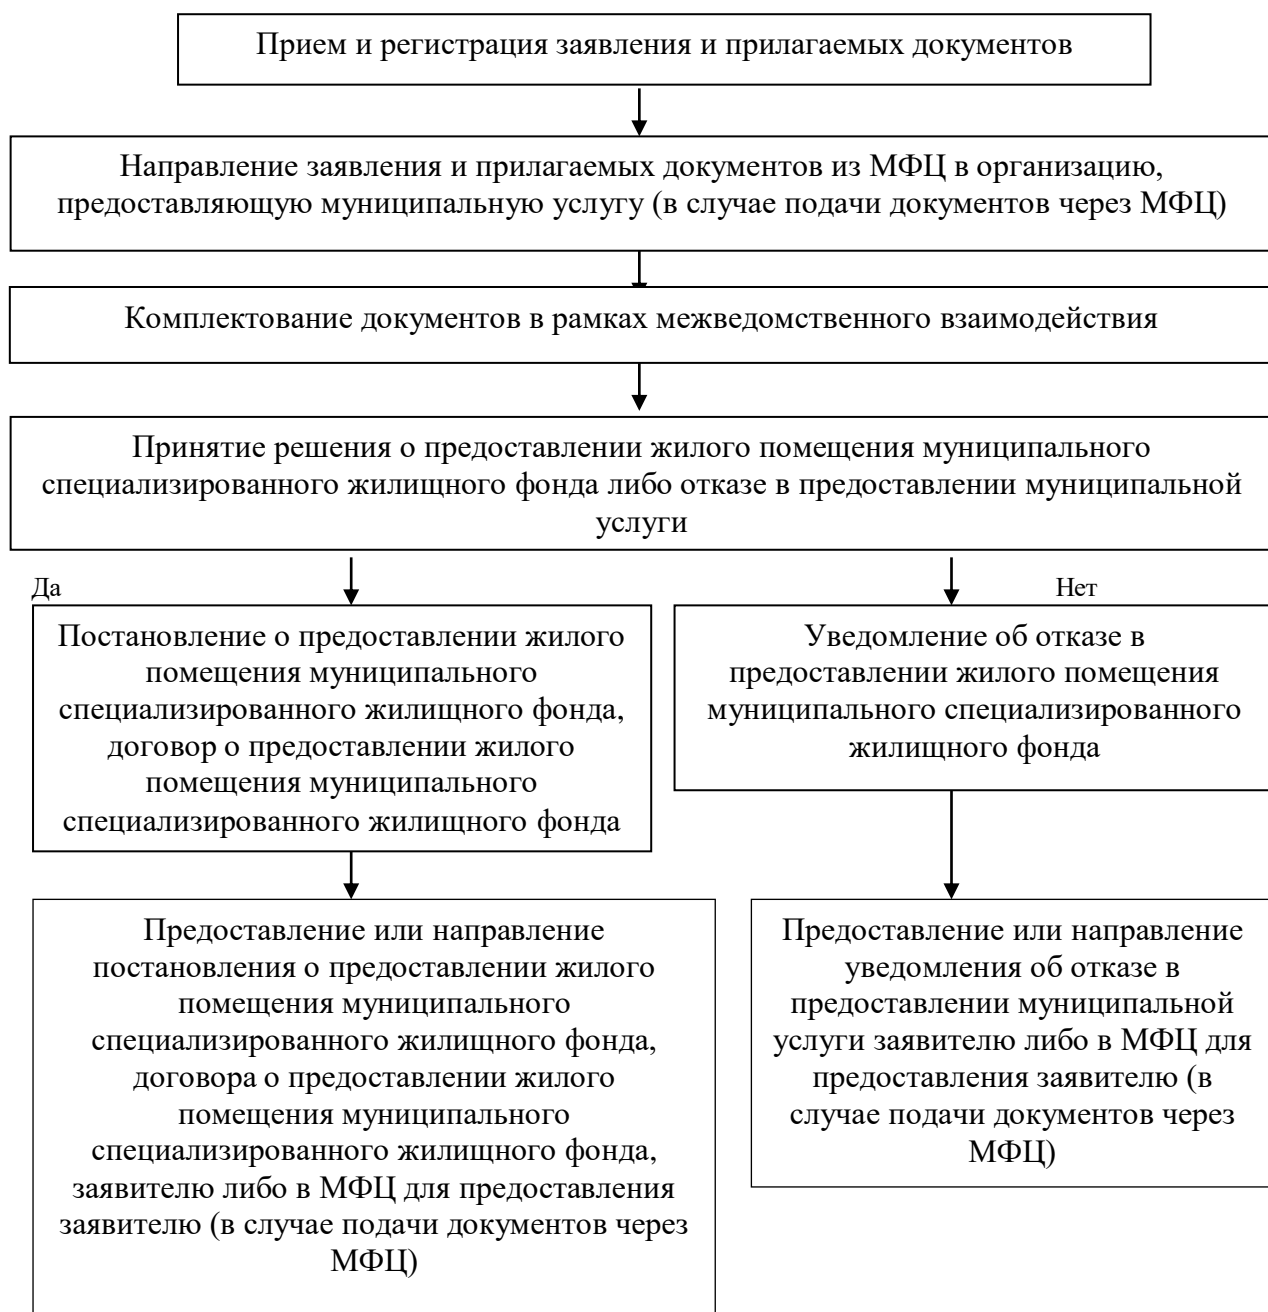 Прием и регистрация заявления и прилагаемых документов
Направление заявления и прилагаемых документов из МФЦ в организацию,
предоставляющую муниципальную услугу (в случае подачи документов через МФЦ)
Комплектование документов в рамках межведомственного взаимодействия
Принятие решения о предоставлении жилого помещения муниципального
специализированного жилищного фонда либо отказе в предоставлении муниципальной
услуги
Да
Постановление о предоставлении жилого
помещения муниципального
специализированного жилищного фонда,
договор о предоставлении жилого
помещения муниципального
специализированного жилищного фонда
Нет
Уведомление об отказе в
предоставлении жилого помещения
муниципального специализированного
жилищного фонда
Предоставление или направление
постановления о предоставлении жилого
помещения муниципального
специализированного жилищного фонда,
договора о предоставлении жилого
помещения муниципального
специализированного жилищного фонда,
заявителю либо в МФЦ для предоставления
заявителю (в случае подачи документов через
МФЦ)
Предоставление или направление
уведомления об отказе в
предоставлении муниципальной
услуги заявителю либо в МФЦ для
предоставления заявителю (в
случае подачи документов через
МФЦ)